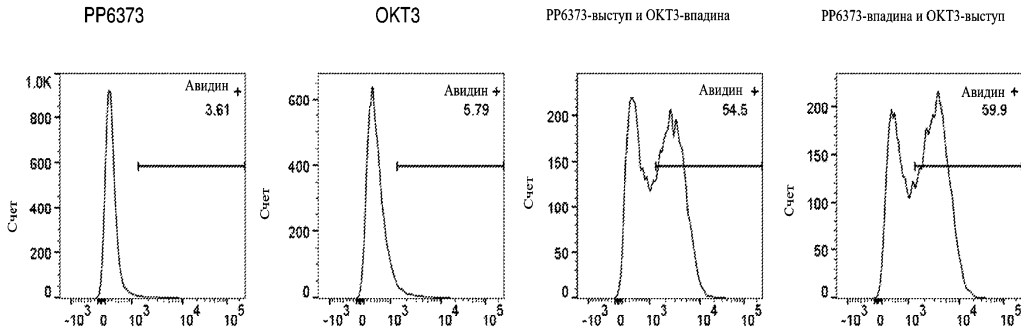 PP6373
Авидин +
3.61
1.0K
800
600
400
200
0
Счет
-10³ 0 10³ 10⁴ 10⁵
OKT3
Авидин +
5.79
600
400
200
0
Счет
-10³ 0 10³ 10⁴ 10⁵
PP6373-выступ и OKT3-впадина
Авидин +
54.5
200
150
100
50
0
Счет
-10³ 0 10³ 10⁴ 10⁵
PP6373-впадина и OKT3-выступ
Авидин +
59.9
200
150
100
50
0
Счет
-10³ 0 10³ 10⁴ 10⁵